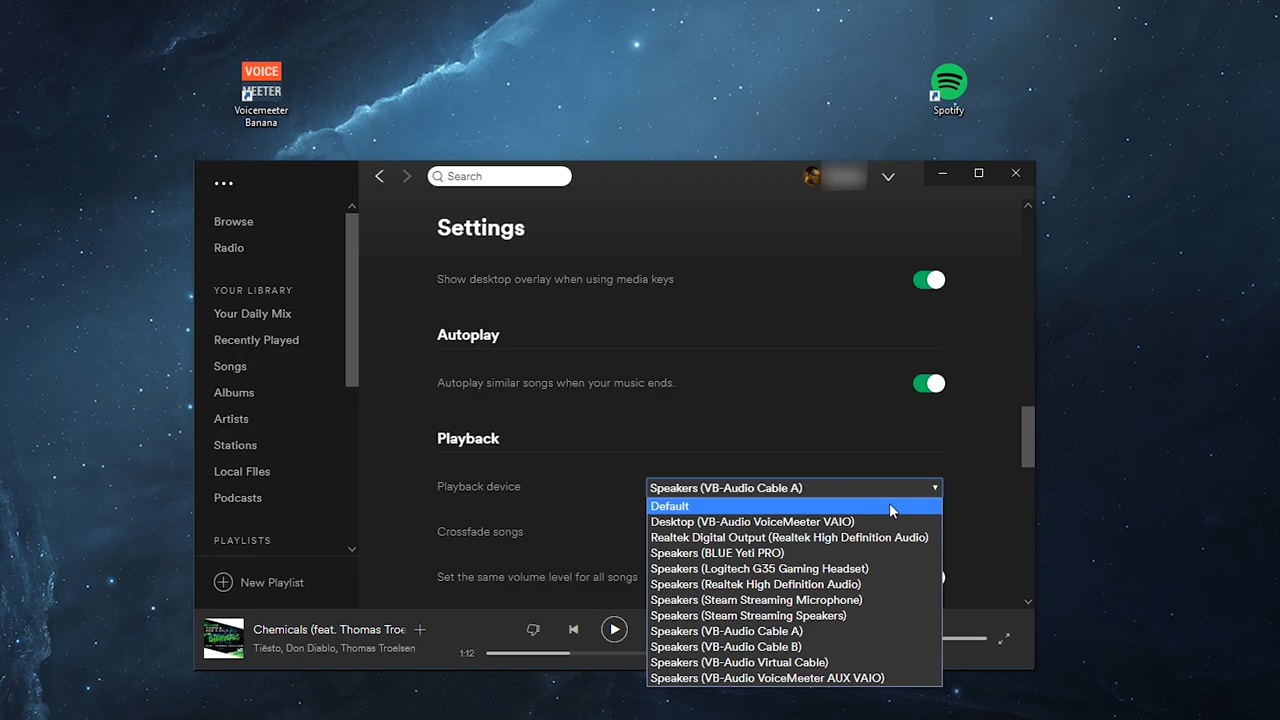 VOICE
MEETER
Voicemeeter
Banana
Spotify
Search
Browse
Radio
YOUR LIBRARY
Your Daily Mix
Recently Played
Songs
Albums
Artists
Stations
Local Files
Podcasts
PLAYLISTS
New Playlist
Settings
Show desktop overlay when using media keys
Autoplay
Autoplay similar songs when your music ends.
Playback
Playback device
Speakers (VB-Audio Cable A)
Default
Desktop (VB-Audio VoiceMeeter VAIO)
Realtek Digital Output (Realtek High Definition Audio)
Speakers (BLUE Yeti PRO)
Speakers (Logitech G35 Gaming Headset)
Speakers (Realtek High Definition Audio)
Speakers (Steam Streaming Microphone)
Speakers (Steam Streaming Speakers)
Speakers (VB-Audio Cable A)
Speakers (VB-Audio Cable B)
Speakers (VB-Audio Virtual Cable)
Speakers (VB-Audio VoiceMeeter AUX VAIO)
Crossfade songs
Set the same volume level for all songs
Chemicals (feat. Thomas Troe
Tiësto, Don Diablo, Thomas Troelsen
1:12